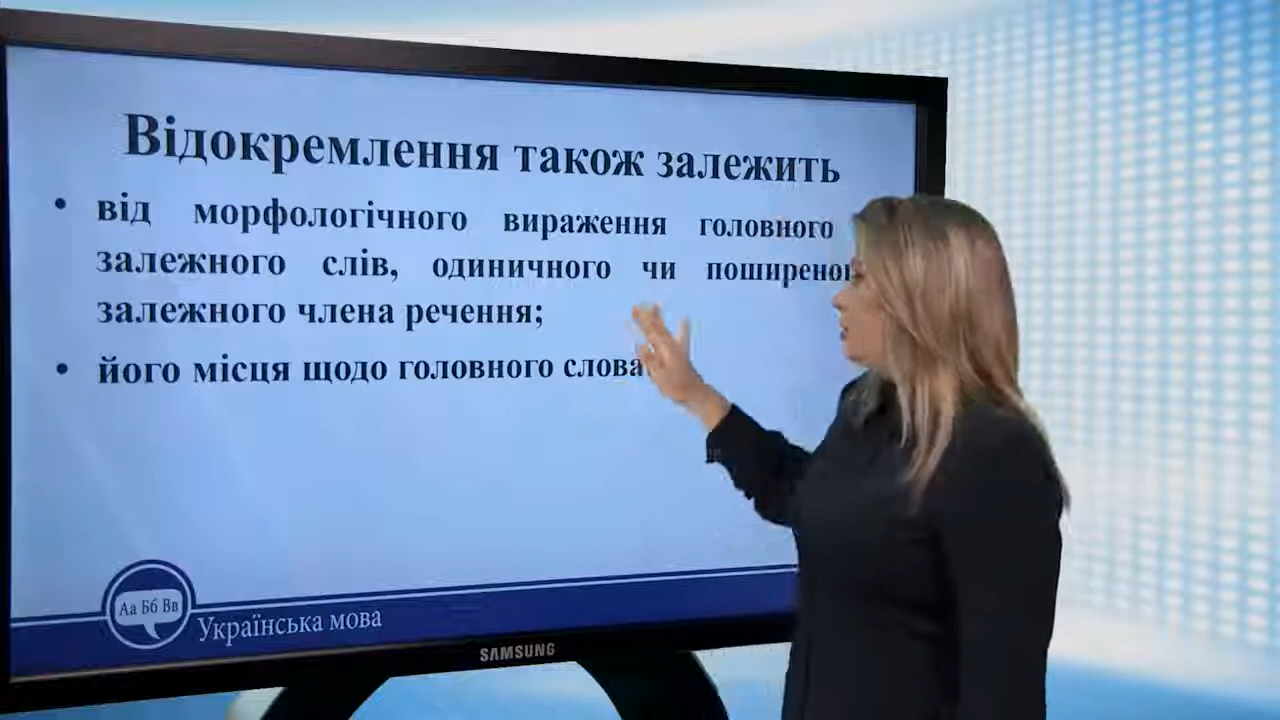 Відокремлення також залежить
• від морфологічного вираження головного
залежного слів, одиничного чи поширеног
залежного члена речення;
• його місця щодо головного слова
Аа Бб Вв
Українська мова
SAMSUNG